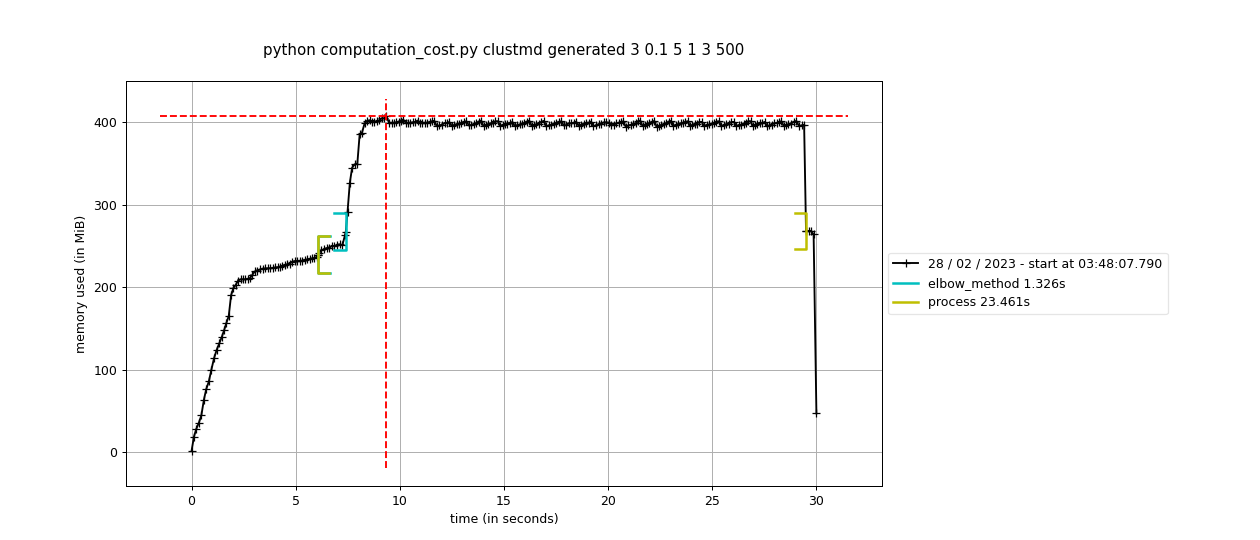 python computation_cost.py clustmd generated 3 0.1 5 1 3 500
memory used (in MiB)
400
300
200
100
0
0 5 10 15 20 25 30
time (in seconds)
28 / 02 / 2023 - start at 03:48:07.790
elbow_method 1.326s
process 23.461s